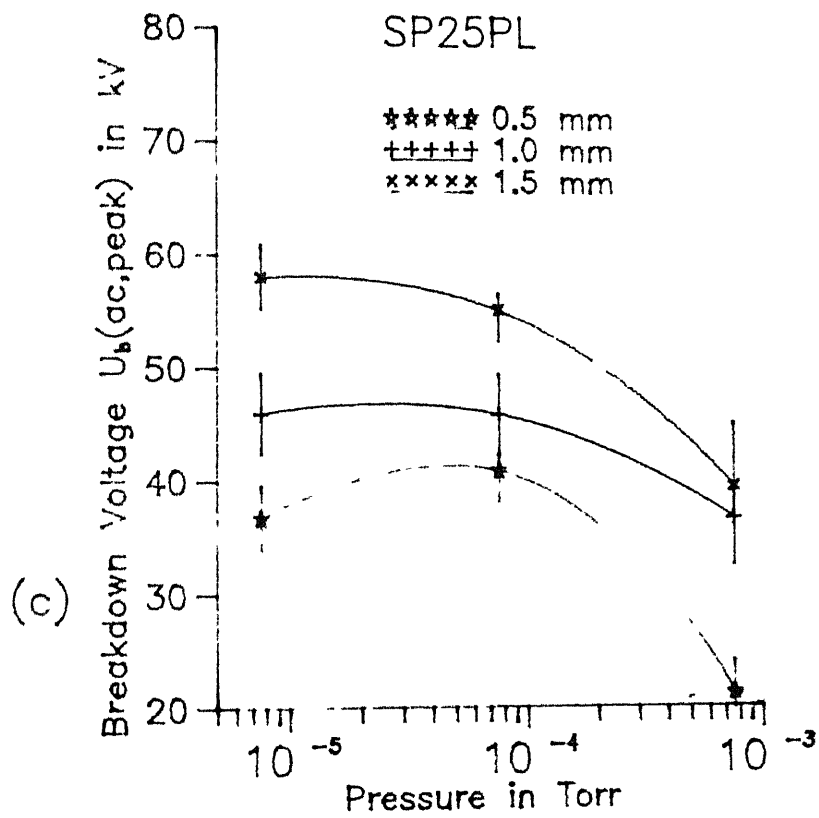 SP25PL
0.5 mm
1.0 mm
1.5 mm
80
70
60
50
40
30
20
Breakdown Voltage U_b(ac,peak) in kV
(c)
10^-5
10^-4
10^-3
Pressure in Torr